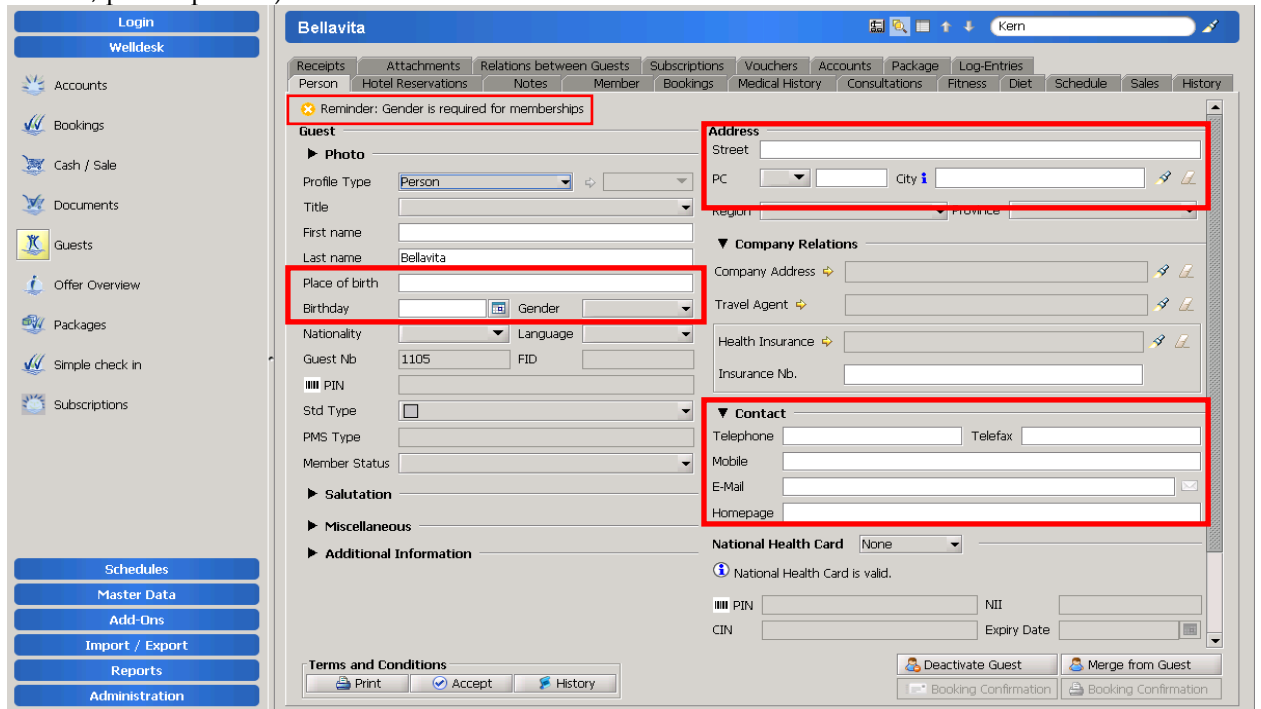 Login
Welldesk
Accounts
Bookings
Cash / Sale
Documents
Guests
Offer Overview
Packages
Simple check in
Subscriptions
Schedules
Master Data
Add-Ons
Import / Export
Reports
Administration
Bellavita Kern
Receipts Attachments Relations between Guests Subscriptions Vouchers Accounts Package Log-Entries
Person Hotel Reservations Notes Member Bookings Medical History Consultations Fitness Diet Schedule Sales History
Reminder: Gender is required for memberships
Guest
Photo
Profile Type Person
Title
First name
Last name Bellavita
Place of birth
Birthday Gender
Nationality Language
Guest Nb 1105 FID
PIN
Std Type
PMS Type
Member Status
Salutation
Miscellaneous
Additional Information
Address
Street
PC City
Region Province
Company Relations
Company Address
Travel Agent
Health Insurance
Insurance Nb.
Contact
Telephone Telefax
Mobile
E-Mail
Homepage
National Health Card None
National Health Card is valid.
PIN NII
CIN Expiry Date
Terms and Conditions
Print Accept History
Deactivate Guest Merge from Guest
Booking Confirmation Booking Confirmation